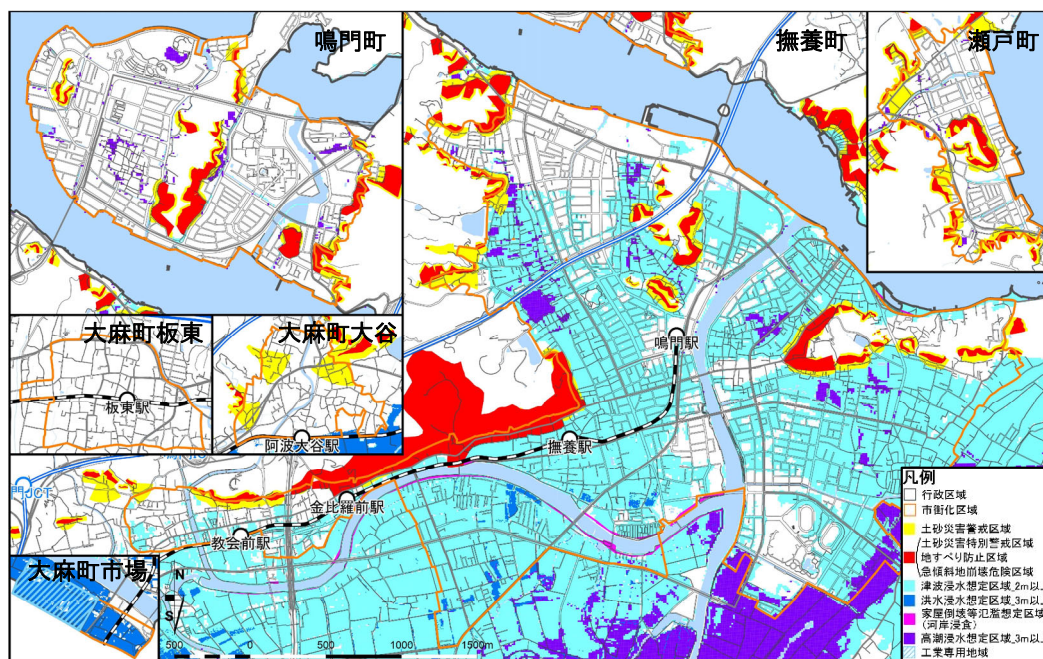 鳴門町
撫養町
瀬戸町
大麻町板東
大麻町大谷
鳴門駅
板東駅
阿波大谷駅
撫養駅
金比羅前駅
教会前駅
大麻町市場
N
S
500 0 500 1000 1500m
凡例
行政区域
市街化区域
土砂災害警戒区域
土砂災害特別警戒区域
地すべり防止区域
急傾斜地崩壊危険区域
津波浸水想定区域_2m以上
洪水浸水想定区域_3m以上
家屋倒壊等氾濫想定区域
(河岸浸食)
高潮浸水想定区域_3m以上
工業専用地域